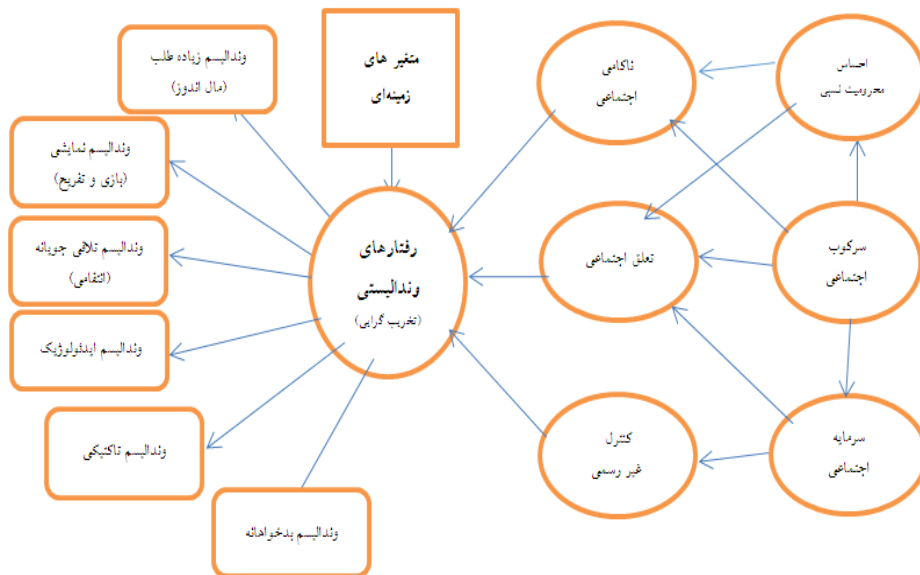 احساس
محرومیت نسبی
سرکوب
اجتماعی
سرمایه
اجتماعی
ناکامی
اجتماعی
تعلق اجتماعی
کنترل
غیر رسمی
متغیر های
زمینه‌ای
رفتارهای
وندالیستی
(تخریب گرایی)
وندالیسم زیاده طلب
(مال اندوز)
وندالیسم نمایشی
(بازی و تفریح)
وندالیسم تلافی جویانه
(انتقامی)
وندالیسم ایدئولوژیک
وندالیسم تاکتیکی
وندالیسم بدخواهانه